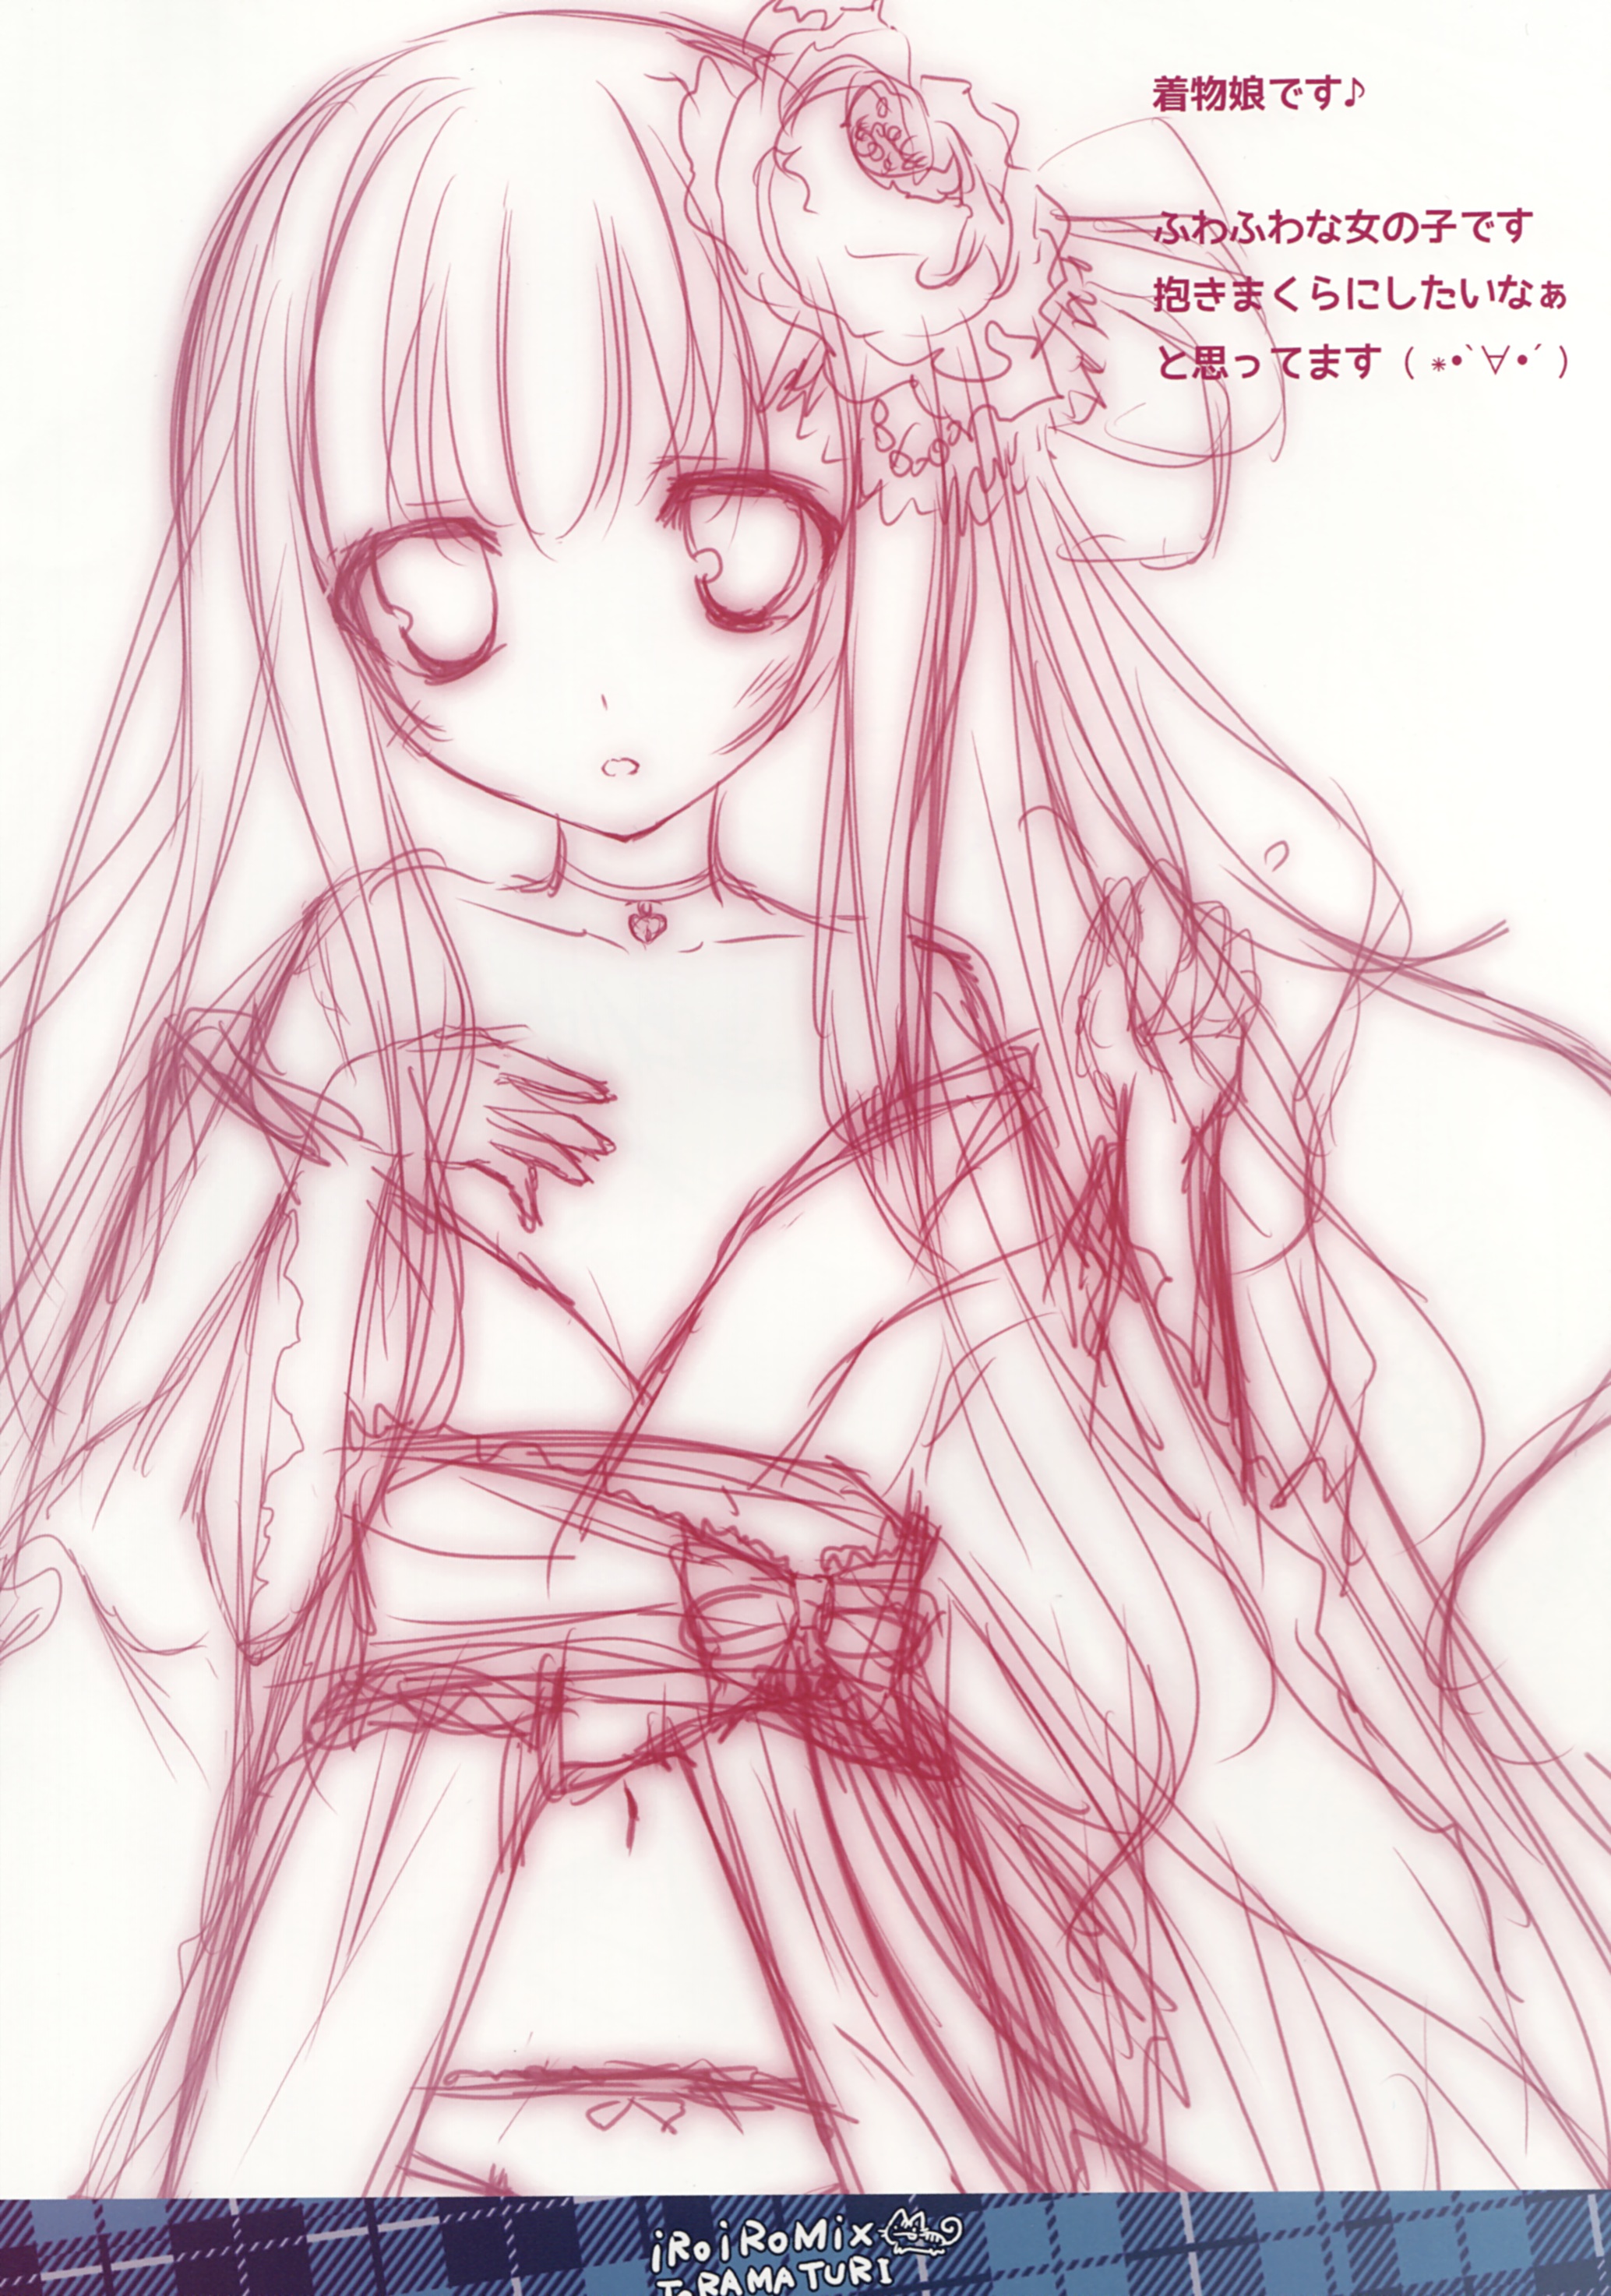 着物娘です♪
ふわふわな女の子です
抱きまくらにしたいなぁ
と思ってます ( *•̀∀•́ )
iRoiRoMix
ToRAMATURI